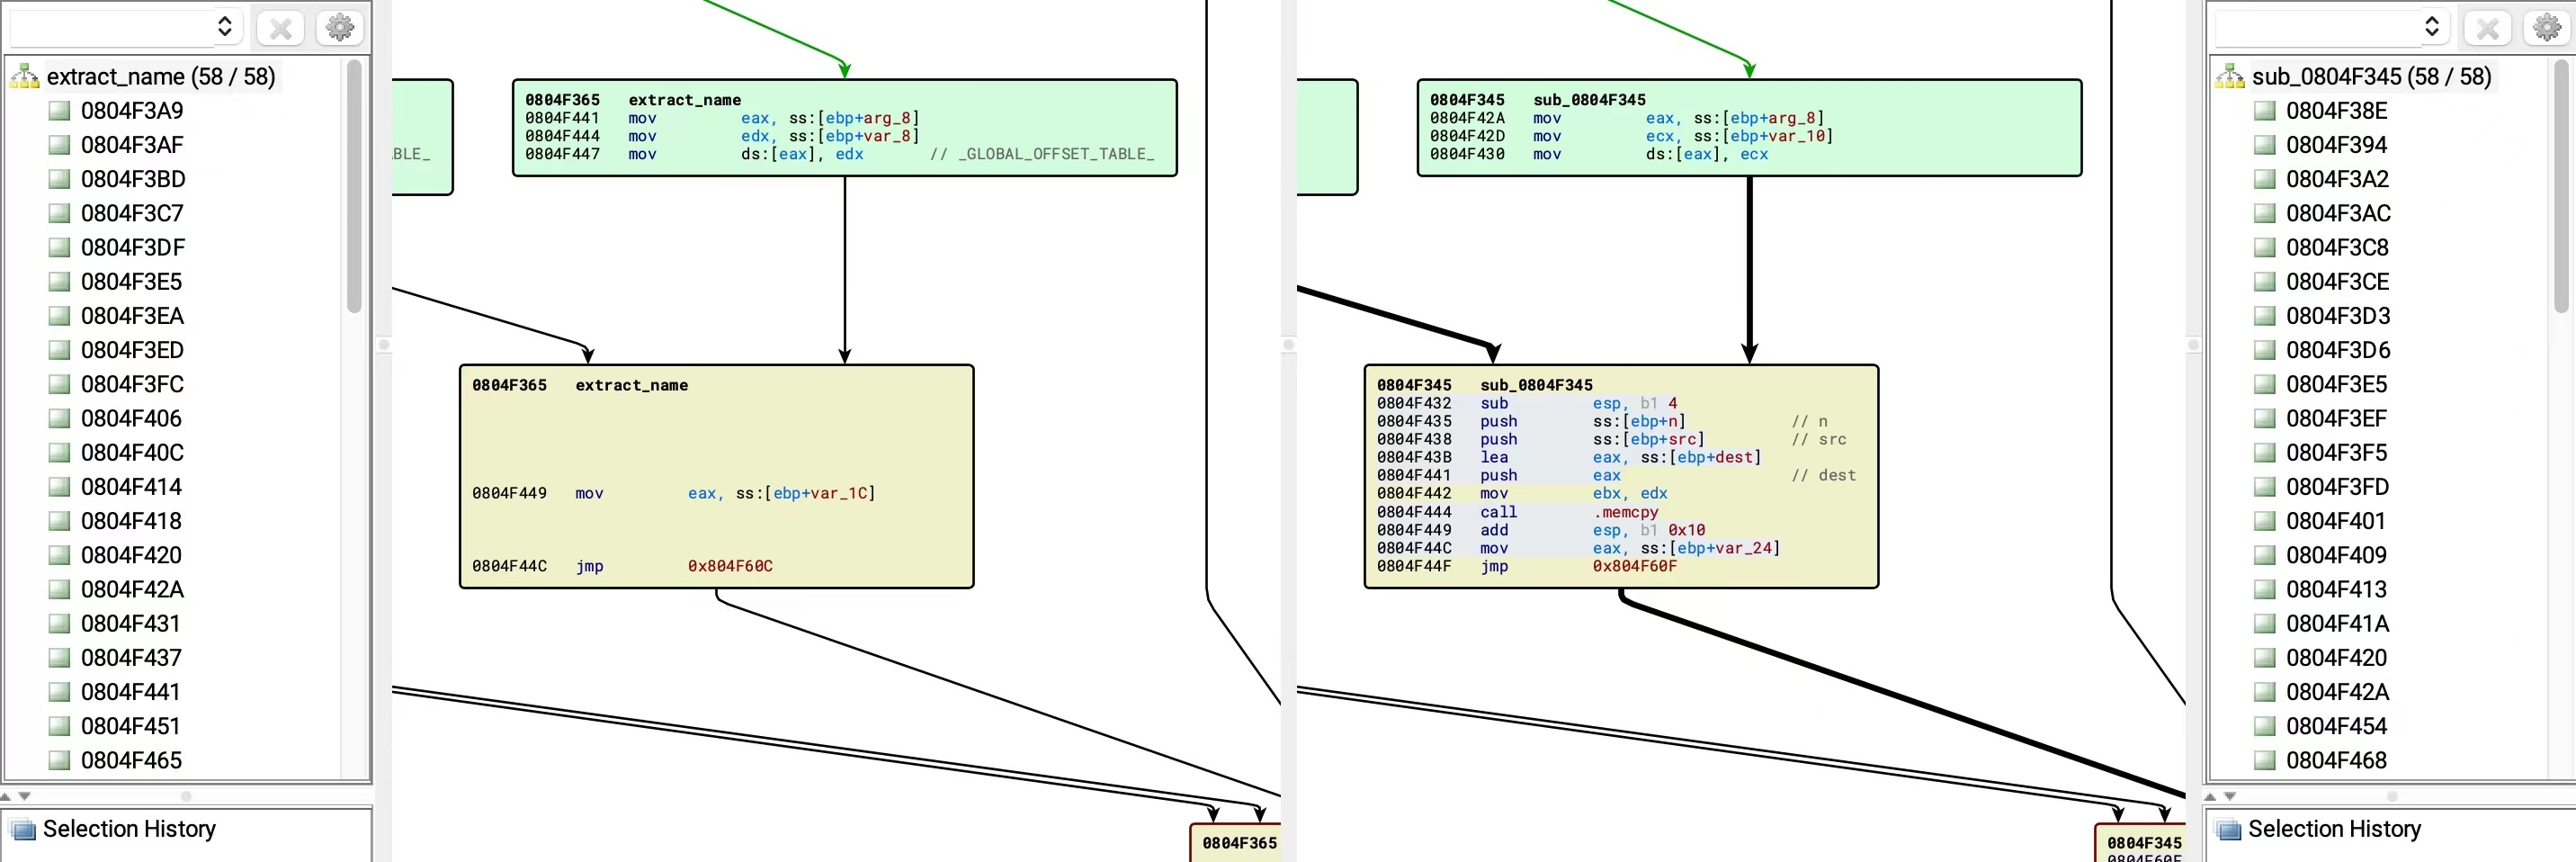 extract_name (58 / 58)
0804F3A9
0804F3AF
0804F3BD
0804F3C7
0804F3DF
0804F3E5
0804F3EA
0804F3ED
0804F3FC
0804F406
0804F40C
0804F414
0804F418
0804F420
0804F42A
0804F431
0804F437
0804F441
0804F451
0804F465
Selection History
BLE_
0804F365 extract_name
0804F441 mov eax, ss:[ebp+arg_8]
0804F444 mov edx, ss:[ebp+var_8]
0804F447 mov ds:[eax], edx // _GLOBAL_OFFSET_TABLE_
0804F365 extract_name
0804F449 mov eax, ss:[ebp+var_1C]
0804F44C jmp 0x804F60C
0804F365
0804F345 sub_0804F345
0804F42A mov eax, ss:[ebp+arg_8]
0804F42D mov ecx, ss:[ebp+var_10]
0804F430 mov ds:[eax], ecx
0804F345 sub_0804F345
0804F432 sub esp, b1 4
0804F435 push ss:[ebp+n] // n
0804F438 push ss:[ebp+src] // src
0804F43B lea eax, ss:[ebp+dest]
0804F441 push eax // dest
0804F442 mov ebx, edx
0804F444 call .memcpy
0804F449 add esp, b1 0x10
0804F44C mov eax, ss:[ebp+var_24]
0804F44F jmp 0x804F60F
0804F345
0804F60F
sub_0804F345 (58 / 58)
0804F38E
0804F394
0804F3A2
0804F3AC
0804F3C8
0804F3CE
0804F3D3
0804F3D6
0804F3E5
0804F3EF
0804F3F5
0804F3FD
0804F401
0804F409
0804F413
0804F41A
0804F420
0804F42A
0804F454
0804F468
Selection History